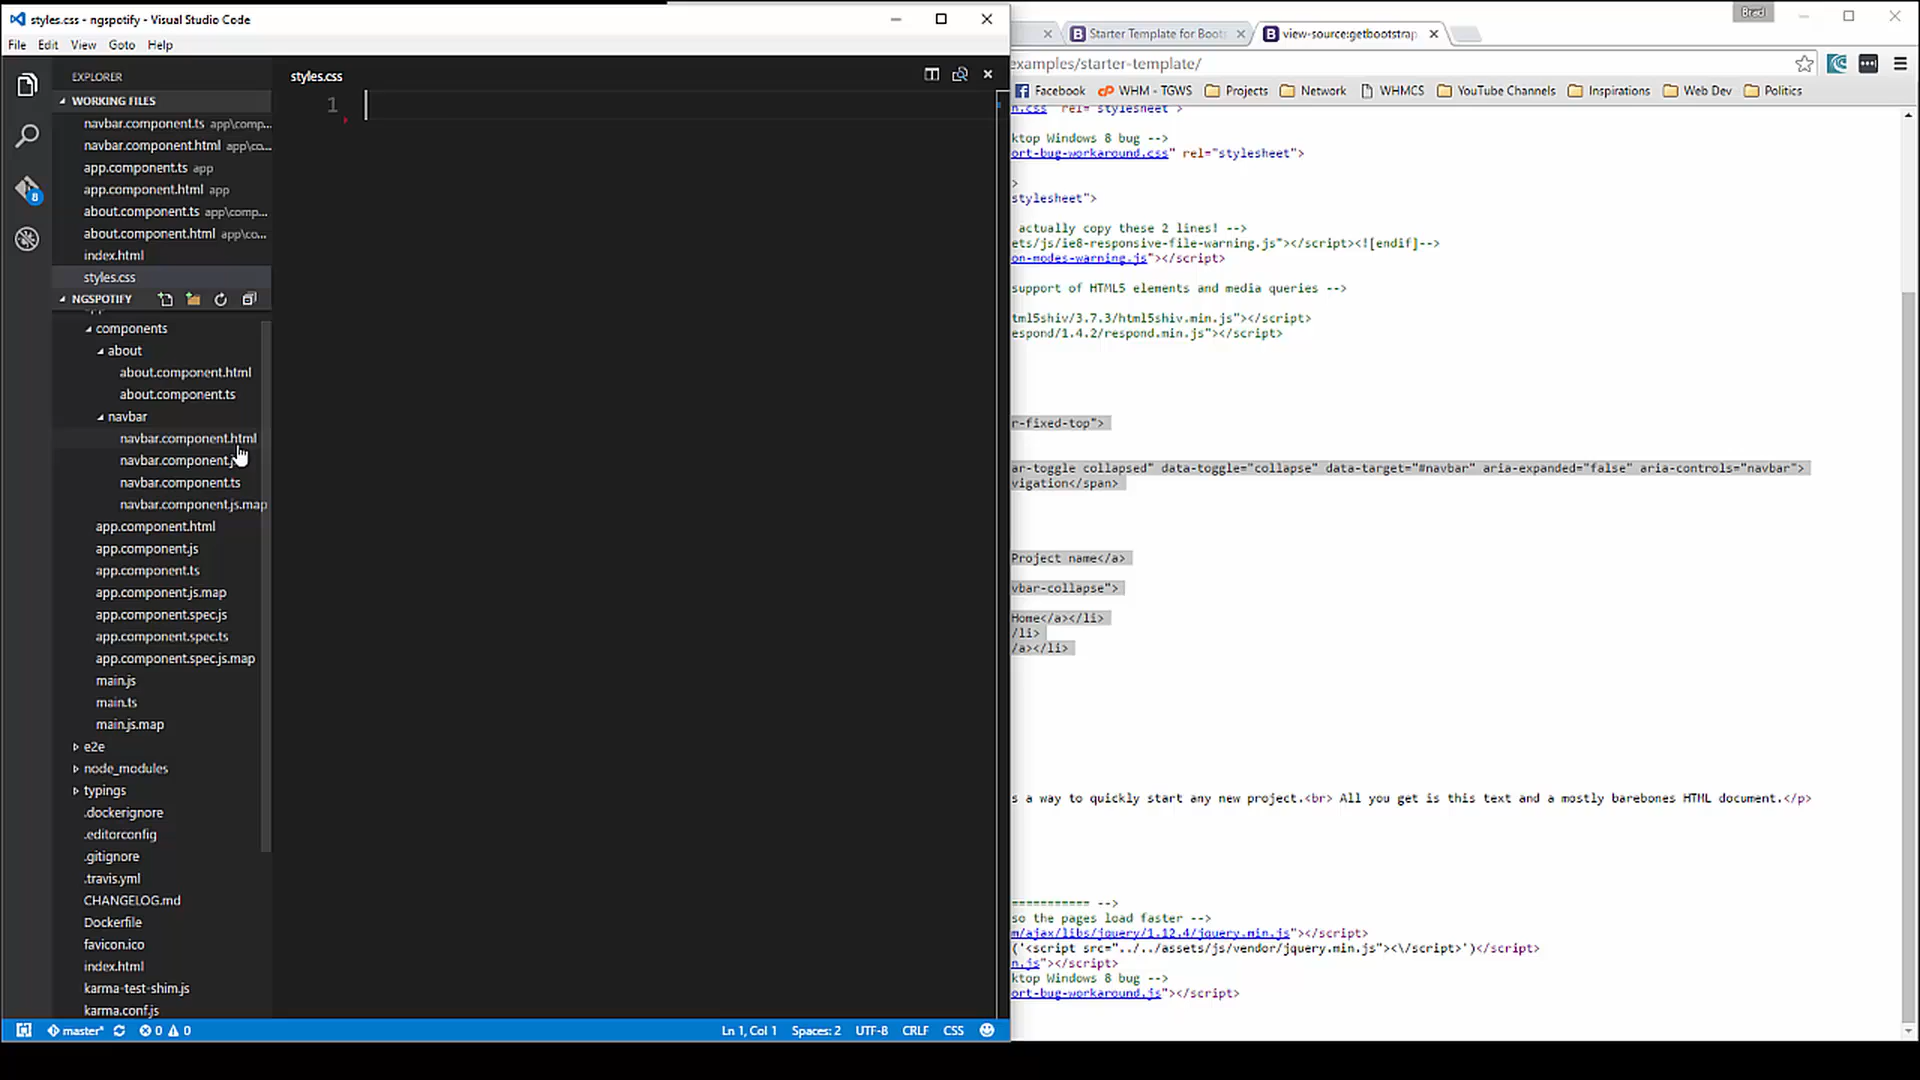 styles.css - ngspotify - Visual Studio Code
File Edit View Goto Help
EXPLORER
WORKING FILES
navbar.component.ts app\comp...
navbar.component.html app\co...
app.component.ts app
app.component.html app
about.component.ts app\comp...
about.component.html app\co...
index.html
styles.css
NGSPOTIFY
components
about
about.component.html
about.component.ts
navbar
navbar.component.html
navbar.component.j
navbar.component.ts
navbar.component.js.map
app.component.html
app.component.js
app.component.ts
app.component.js.map
app.component.spec.js
app.component.spec.ts
app.component.spec.js.map
main.js
main.ts
main.js.map
e2e
node_modules
typings
.dockerignore
.editorconfig
.gitignore
.travis.yml
CHANGELOG.md
Dockerfile
favicon.ico
index.html
karma-test-shim.js
karma.conf.js
8
styles.css
1
master* 0 0
Ln 1, Col 1 Spaces: 2 UTF-8 CRLF CSS
Brad
Starter Template for Boots view-source:getbootstrap
examples/starter-template/
Facebook WHM - TGWS Projects Network WHMCS YouTube Channels Inspirations Web Dev Politics
n.css" rel="stylesheet">
ktop Windows 8 bug -->
ort-bug-workaround.css" rel="stylesheet">
>
stylesheet">
actually copy these 2 lines! -->
ets/js/ie8-responsive-file-warning.js"></script><![endif]-->
on-modes-warning.js"></script>
support of HTML5 elements and media queries -->
tml5shiv/3.7.3/html5shiv.min.js"></script>
espond/1.4.2/respond.min.js"></script>
r-fixed-top">
ar-toggle collapsed" data-toggle="collapse" data-target="#navbar" aria-expanded="false" aria-controls="navbar">
vigation</span>
Project name</a>
vbar-collapse">
Home</a></li>
/li>
/a></li>
s a way to quickly start any new project.<br> All you get is this text and a mostly barebones HTML document.</p>
=========== -->
so the pages load faster -->
m/ajax/libs/jquery/1.12.4/jquery.min.js"></script>
('<script src="../../assets/js/vendor/jquery.min.js"><\/script>')</script>
n.js"></script>
ktop Windows 8 bug -->
ort-bug-workaround.js"></script>